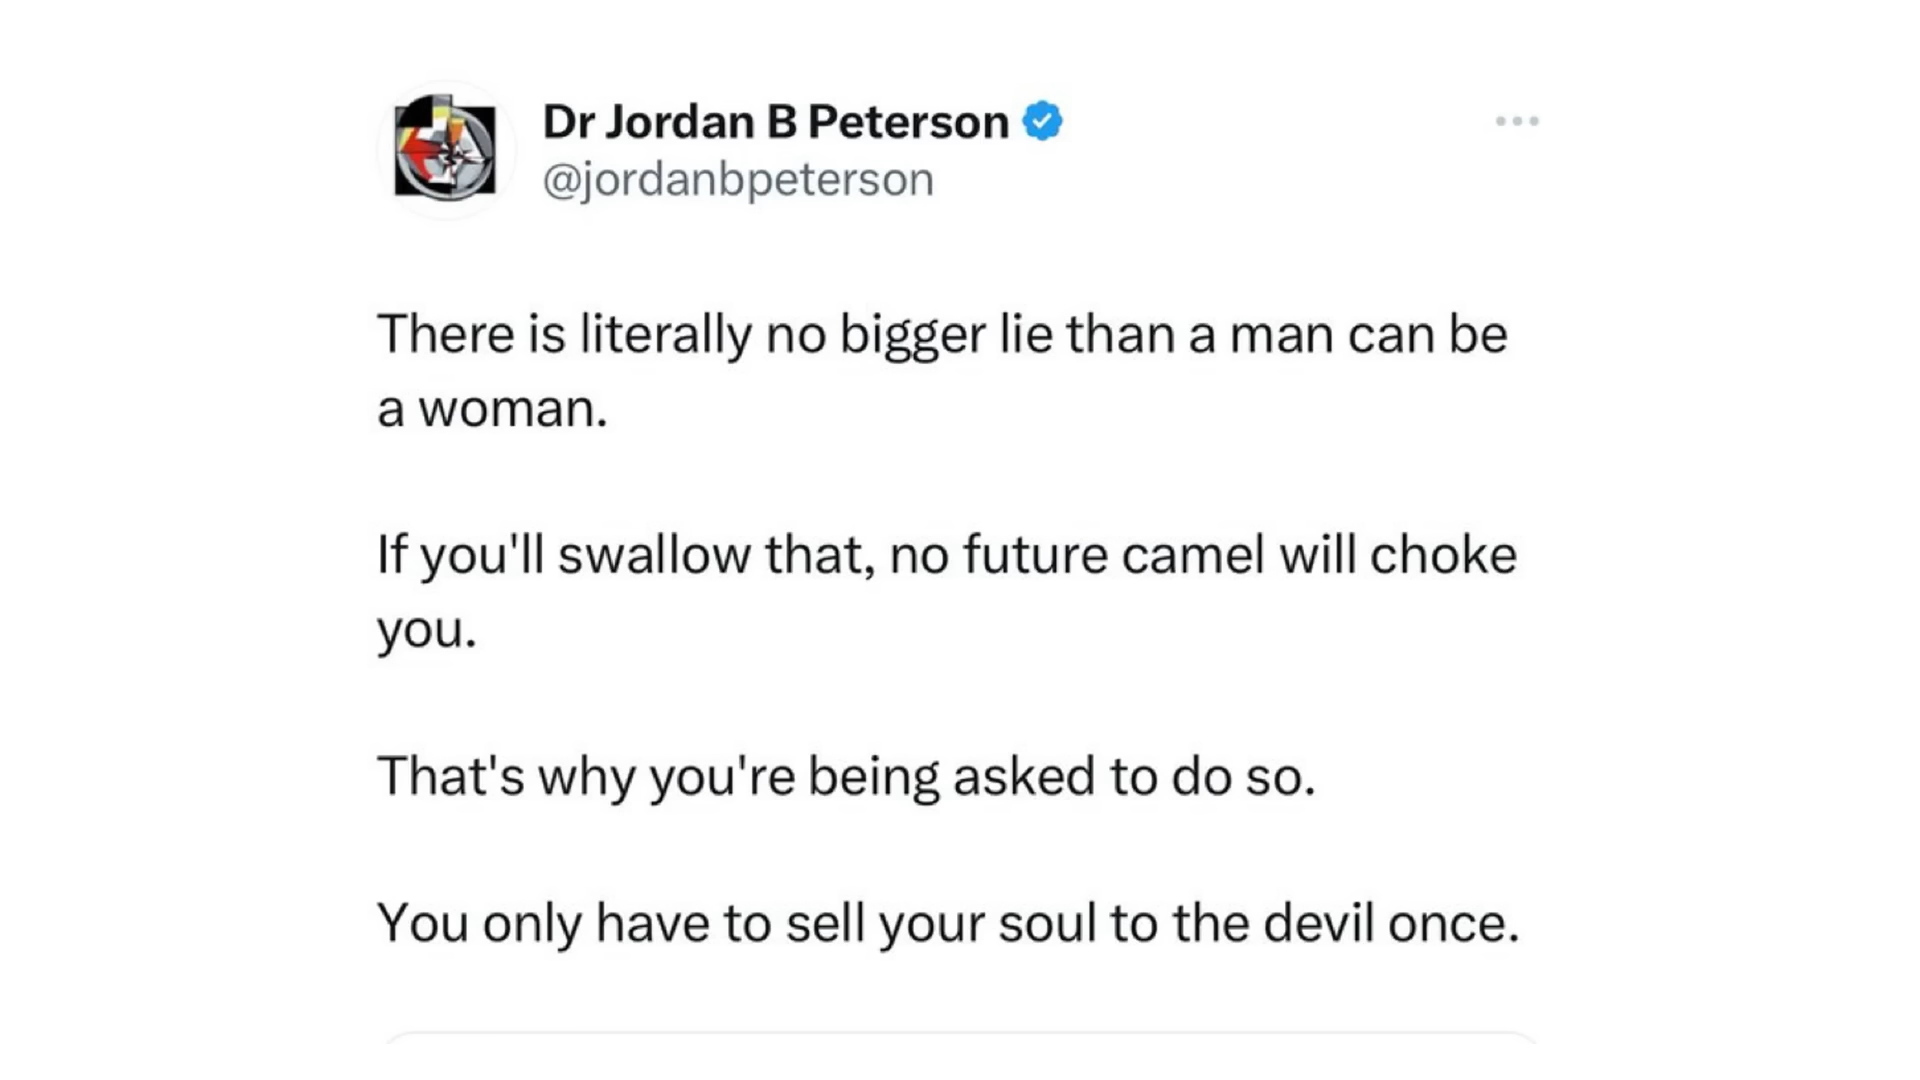 Dr Jordan B Peterson
@jordanbpeterson
There is literally no bigger lie than a man can be
a woman.
If you'll swallow that, no future camel will choke
you.
That's why you're being asked to do so.
You only have to sell your soul to the devil once.